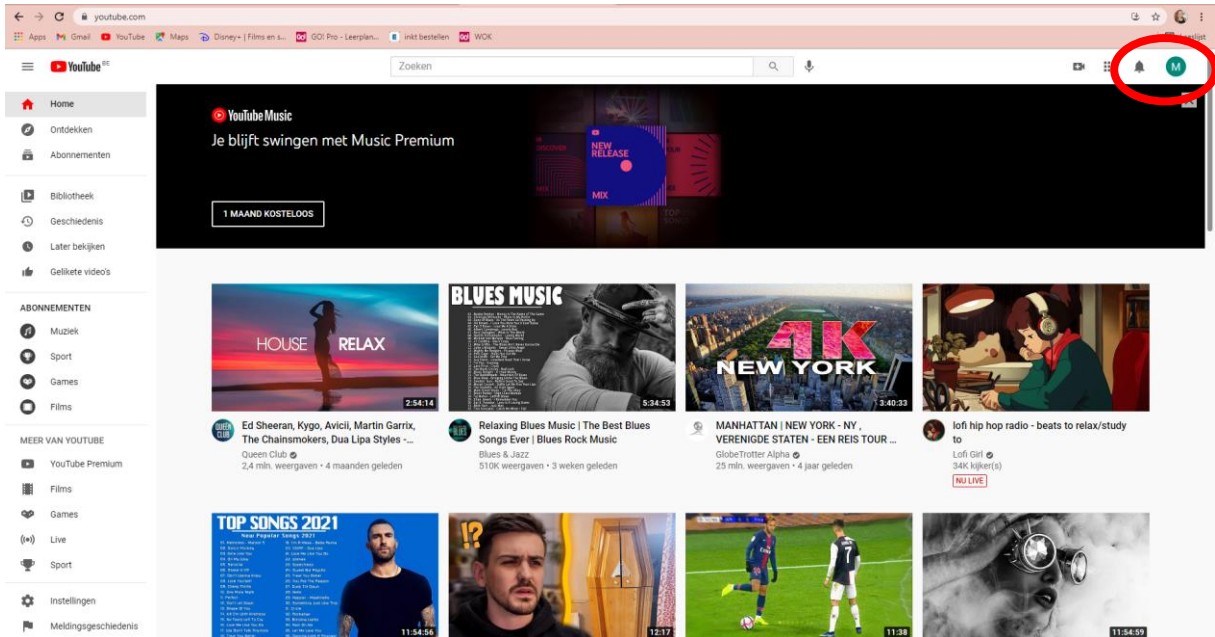 youtube.com
Apps Gmail YouTube Maps Disney+ | Films en s... GO! Pro - Leerplan... inkt bestellen WOK
YouTube BE
Zoeken
M
Home
Ontdekken
Abonnementen
Bibliotheek
Geschiedenis
Later bekijken
Gelikete video's
ABONNEMENTEN
Muziek
Sport
Games
Films
MEER VAN YOUTUBE
YouTube Premium
Films
Games
Live
Sport
Instellingen
Meldingsgeschiedenis
YouTube Music
Je blijft swingen met Music Premium
1 MAAND KOSTELOOS
NEW
RELEASE
MIX
HOUSE RELAX
2:54:14
Ed Sheeran, Kygo, Avicii, Martin Garrix,
The Chainsmokers, Dua Lipa Styles -...
Queen Club
2,4 mln. weergaven • 4 maanden geleden
BLUES MUSIC
5:34:53
Relaxing Blues Music | The Best Blues
Songs Ever | Blues Rock Music
Blues & Jazz
510K weergaven • 3 weken geleden
4K
NEW YORK
3:40:33
MANHATTAN | NEW YORK - NY ,
VERENIGDE STATEN - EEN REIS TOUR ...
GlobeTrotter Alpha
25 mln. weergaven • 4 jaar geleden
lofi hip hop radio - beats to relax/study
to
Lofi Girl
34K kijker(s)
NU LIVE
TOP SONGS 2021
New Popular Songs 2021
11:54:56
!?
12:17
7
11:38
11:54:59